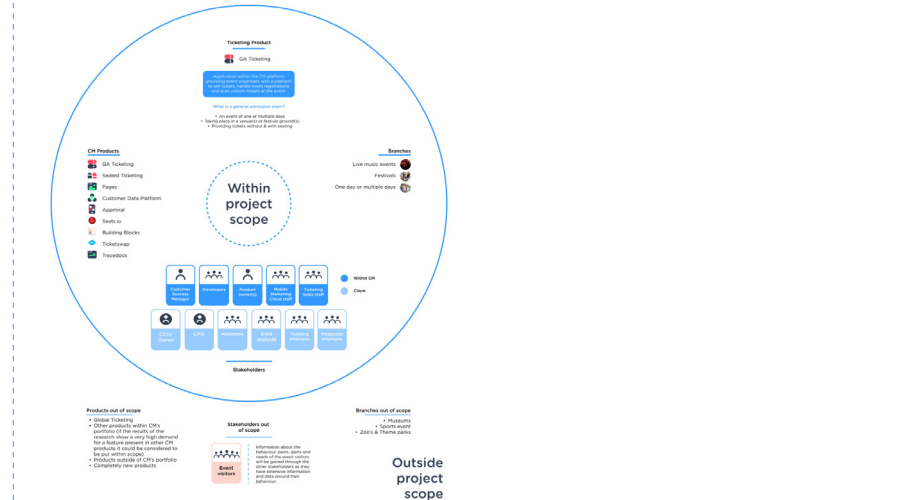 Ticketing Product
GA Ticketing
Application within the CM platform
providing event organisers with a platform
to sell tickets, handle event registrations
and scan visitors tickets at the event
What is a general admission event?
• An event of one or multiple days
• Taking place in a venue(s) or festival ground(s)
• Providing tickets without & with seating
CM Products
GA Ticketing
Seated Ticketing
Pages
Customer Data Platform
Appmiral
Seats.io
Building Blocks
Ticketswap
Tracedock
Branches
Live music events
Festivals
One day or multiple days
Within
project
scope
Customer
Success
Manager
Developers
Product
owner(s)
Mobile
Marketing
Cloud staff
Ticketing
Sales staff
Within CM
Client
CEO/
Owner
CFO
Marketers
Data
analysts
Ticketing
employee
Production
employee
Stakeholders
Products out of scope
• Global Ticketing
• Other products within CM's
portfolio (if the results of the
research show a very high demand
for a feature present in other CM
products it could be considered to
be put within scope)
• Products outside of CM's portfolio
• Completely new products
Stakeholders out
of scope
Event
visitors
Information about the
behaviour, pains, gains and
needs of the event visitors
will be gained through the
other stakeholders as they
have extensive information
and data around their
behaviour.
Branches out of scope
• Museums
• Sports event
• Zoo's & Theme parks
Outside
project
scope